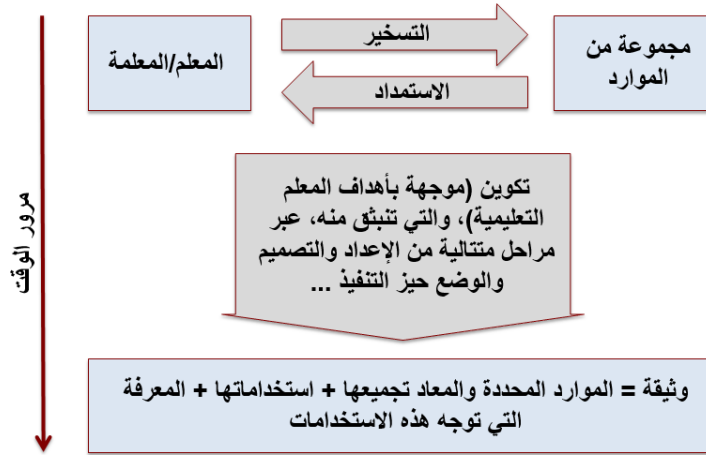 مجموعة من
الموارد
التسخير
الاستمداد
المعلم/المعلمة
مرور الوقت
تكوين (موجهة بأهداف المعلم
التعليمية)، والتي تنبثق منه، عبر
مراحل متتالية من الإعداد والتصميم
والوضع حيز التنفيذ ...
وثيقة = الموارد المحددة والمعاد تجميعها + استخداماتها + المعرفة
التي توجه هذه الاستخدامات